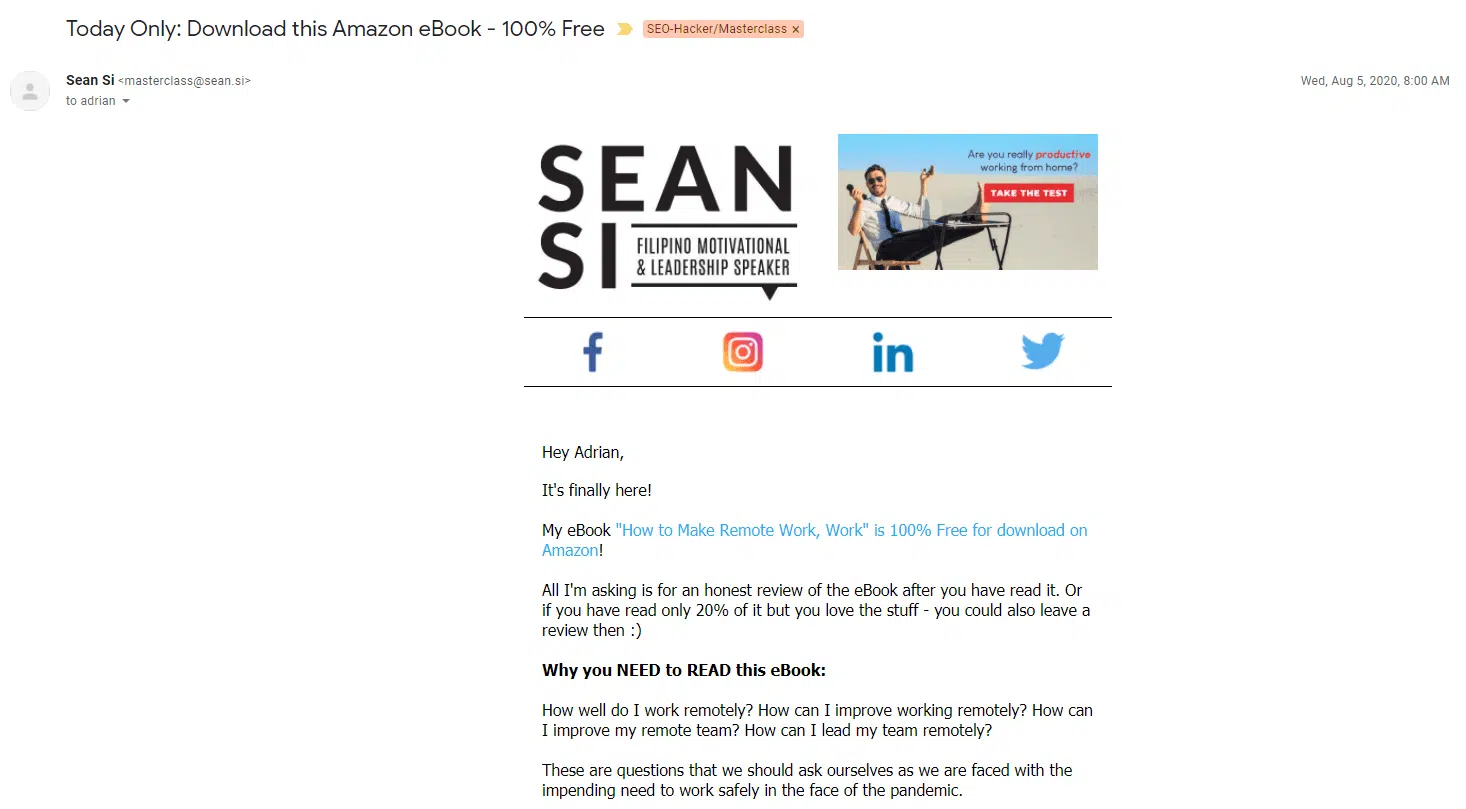 Today Only: Download this Amazon eBook - 100% Free
SEO-Hacker/Masterclass x
Sean Si <masterclass@sean.si>
Wed, Aug 5, 2020, 8:00 AM
to adrian
SEAN
SI
FILIPINO MOTIVATIONAL
& LEADERSHIP SPEAKER
Are you really productive
working from home?
TAKE THE TEST
f
in
Hey Adrian,
It's finally here!
My eBook "How to Make Remote Work, Work" is 100% Free for download on
Amazon!
All I'm asking is for an honest review of the eBook after you have read it. Or
if you have read only 20% of it but you love the stuff - you could also leave a
review then :)
Why you NEED to READ this eBook:
How well do I work remotely? How can I improve working remotely? How can
I improve my remote team? How can I lead my team remotely?
These are questions that we should ask ourselves as we are faced with the
impending need to work safely in the face of the pandemic.